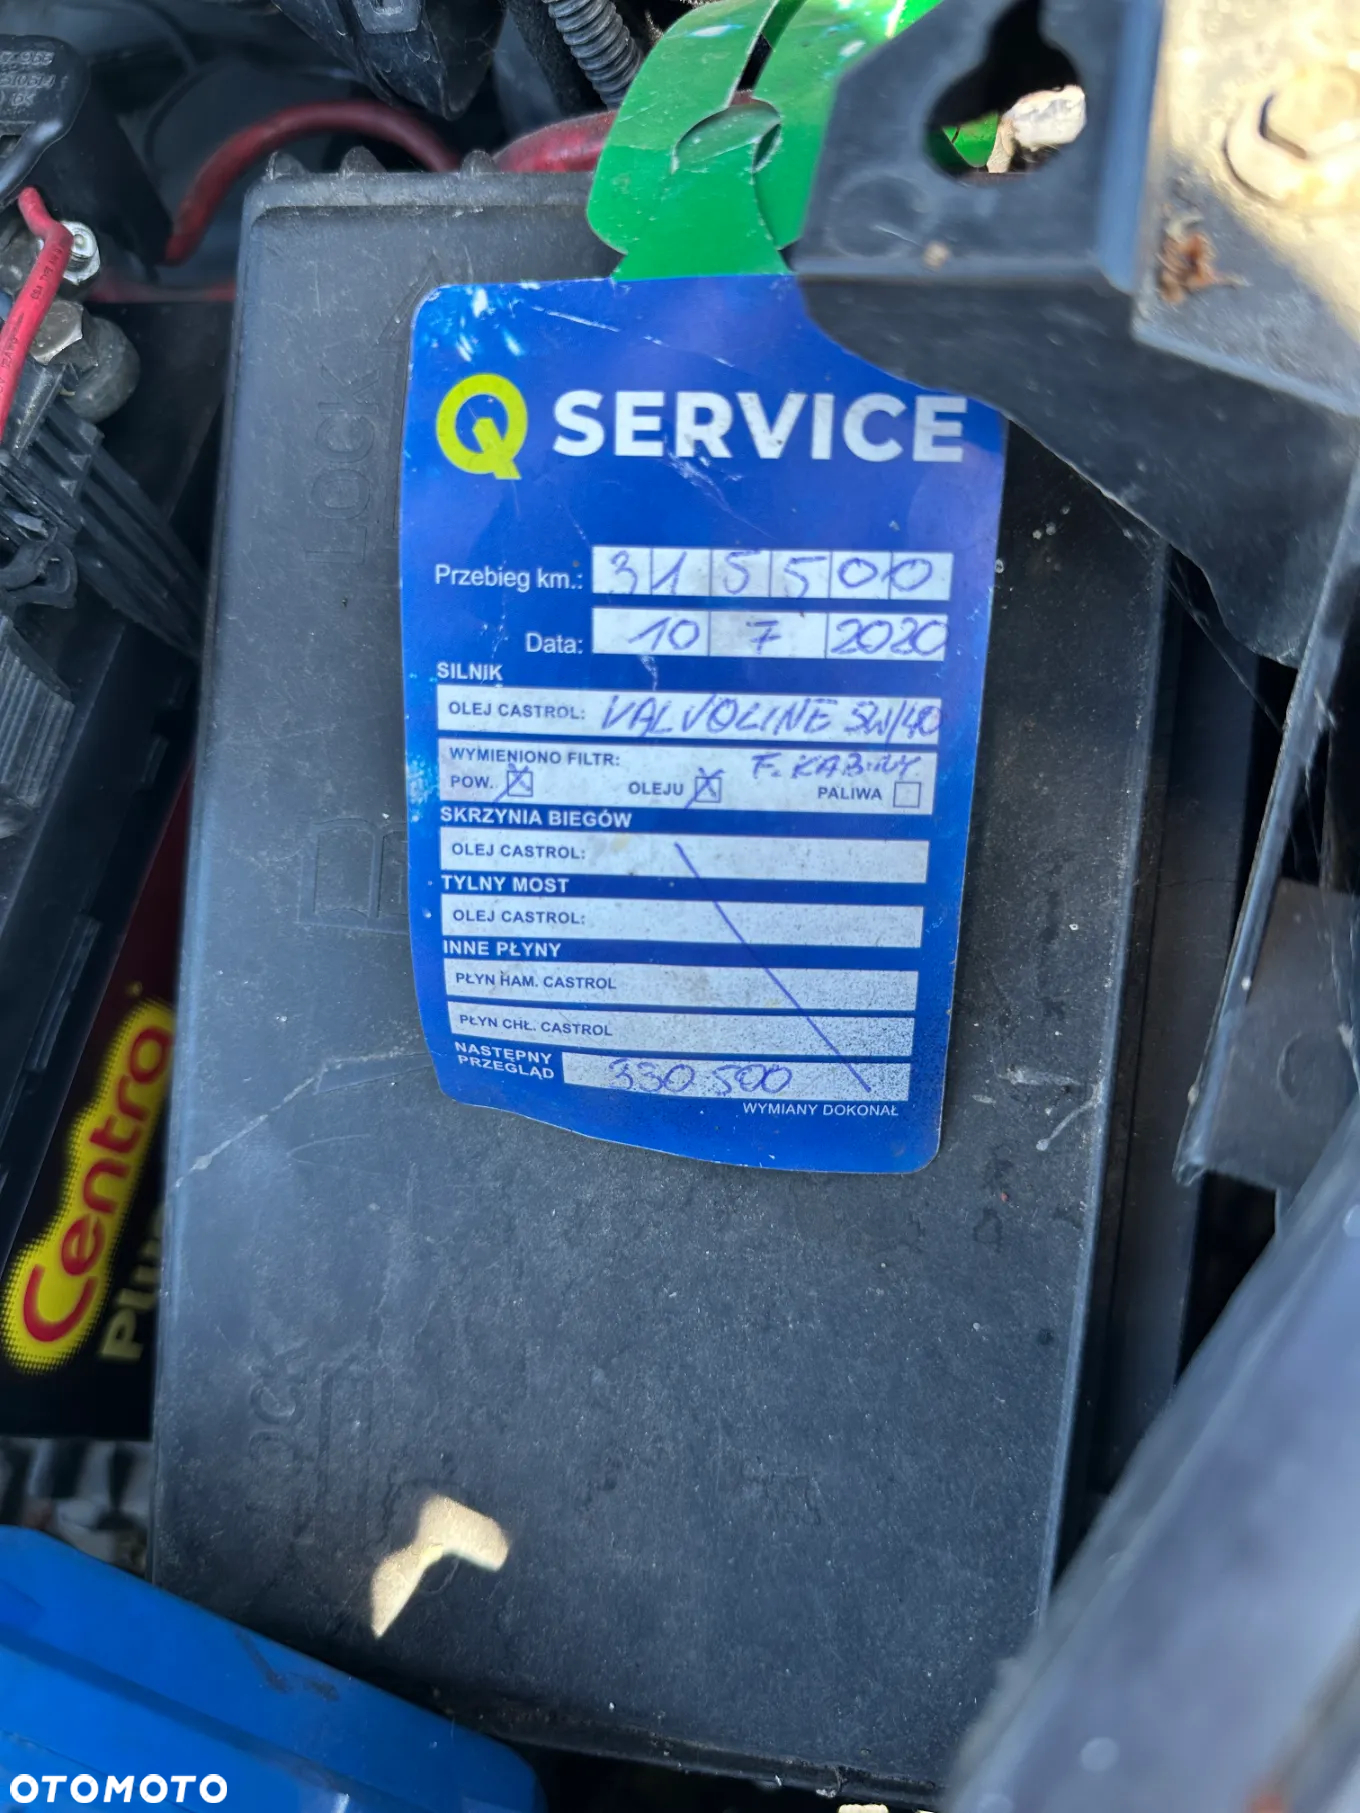 Q SERVICE
Przebieg km.: 315500
Data: 10 7 2020
SILNIK
OLEJ CASTROL: VALVOLINE 5W/40
WYMIENIONO FILTR: F. KABINY
POW. OLEJU PALIWA
SKRZYNIA BIEGÓW
OLEJ CASTROL:
TYLNY MOST
OLEJ CASTROL:
INNE PŁYNY
PŁYN HAM. CASTROL
PŁYN CHŁ. CASTROL
NASTĘPNY
PRZEGLĄD 330 500
WYMIANY DOKONAŁ
LOCK
Centra
Plus
OTOMOTO